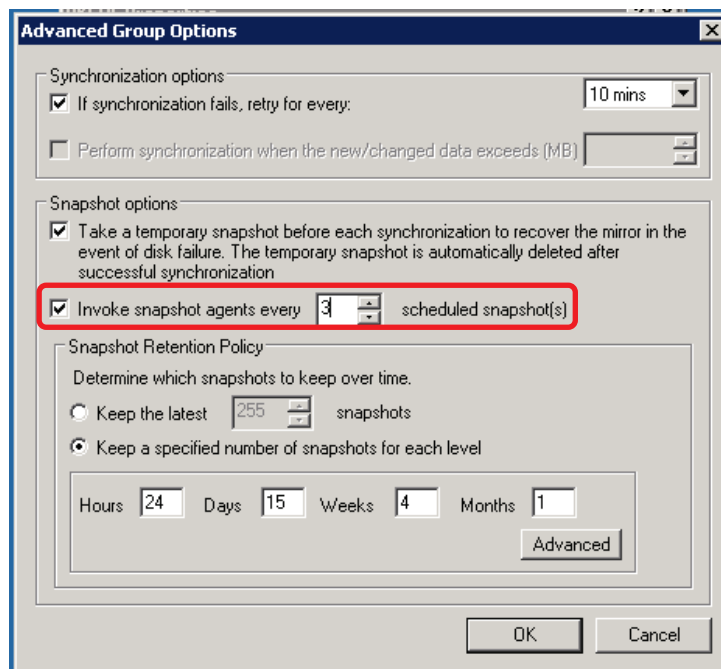 Advanced Group Options
Synchronization options
If synchronization fails, retry for every:
10 mins
Perform synchronization when the new/changed data exceeds (MB)
Snapshot options
Take a temporary snapshot before each synchronization to recover the mirror in the
event of disk failure. The temporary snapshot is automatically deleted after
successful synchronization
Invoke snapshot agents every 3 scheduled snapshot(s)
Snapshot Retention Policy
Determine which snapshots to keep over time.
Keep the latest 255 snapshots
Keep a specified number of snapshots for each level
Hours 24 Days 15 Weeks 4 Months 1
Advanced
OK Cancel